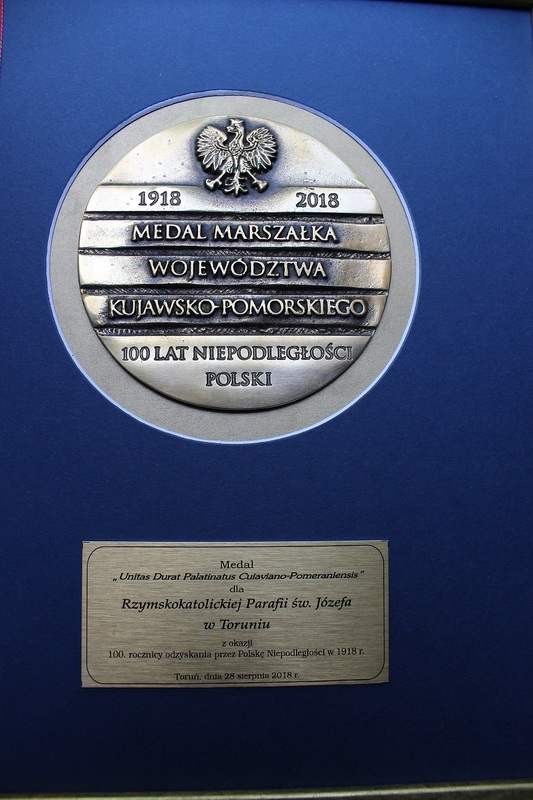 1918 2018
MEDAL MARSZAŁKA
WOJEWÓDZTWA
KUJAWSKO-POMORSKIEGO
100 LAT NIEPODLEGŁOŚCI
POLSKI
Medal
„Unitas Durat Palatinatus Cuiaviano-Pomeraniensis”
dla
Rzymskokatolickiej Parafii św. Józefa
w Toruniu
z okazji
100. rocznicy odzyskania przez Polskę Niepodległości w 1918 r.
Toruń, dnia 28 sierpnia 2018 r.